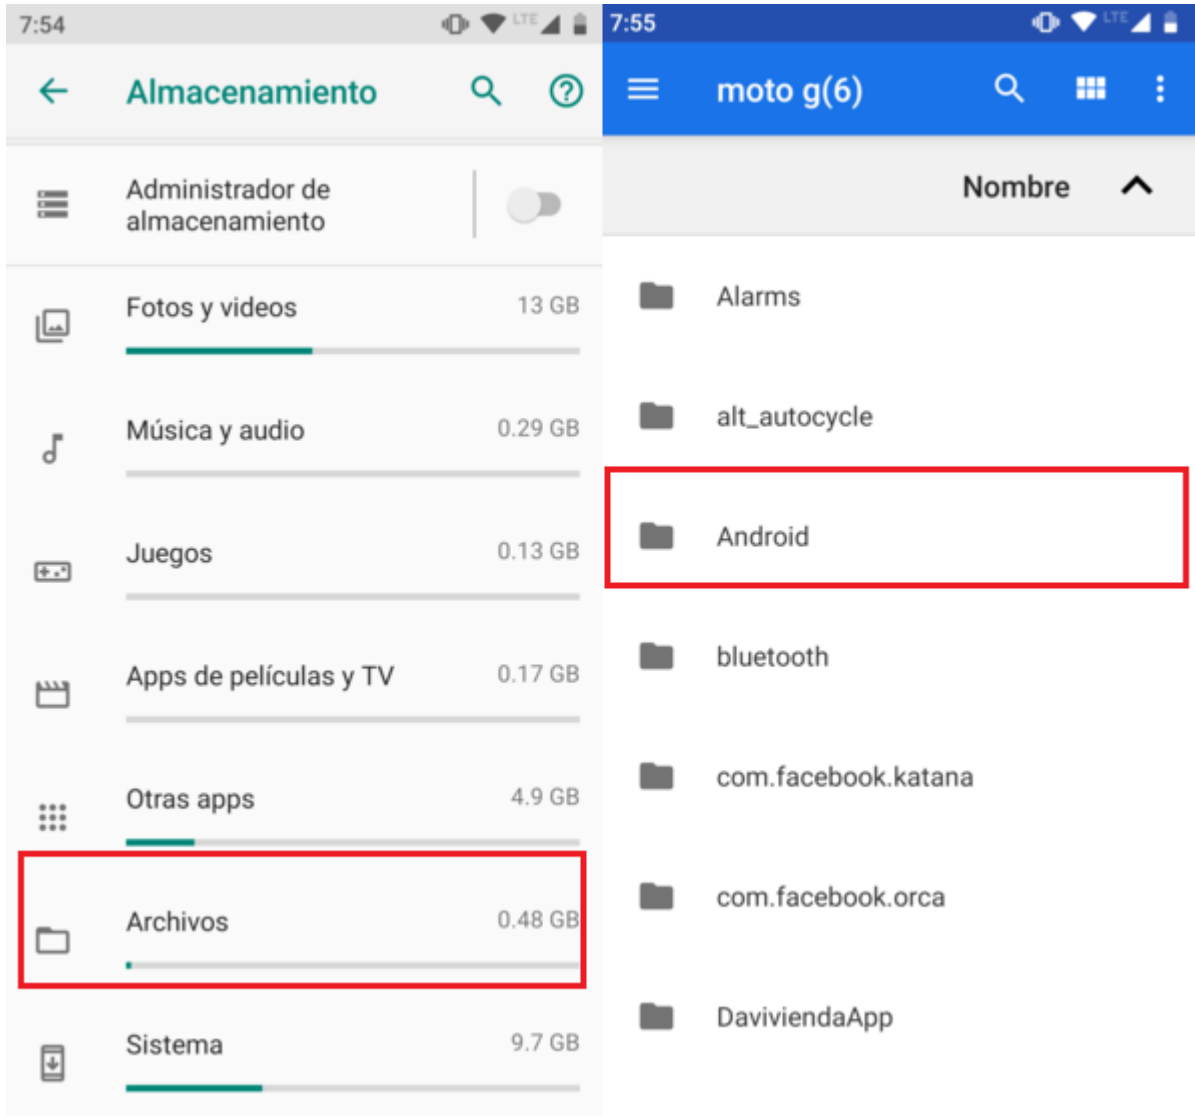 7:54
LTE
Almacenamiento
Administrador de
almacenamiento
Fotos y videos 13 GB
Música y audio 0.29 GB
Juegos 0.13 GB
Apps de películas y TV 0.17 GB
Otras apps 4.9 GB
Archivos 0.48 GB
Sistema 9.7 GB
7:55
LTE
moto g(6)
Nombre
Alarms
alt_autocycle
Android
bluetooth
com.facebook.katana
com.facebook.orca
DaviviendaApp